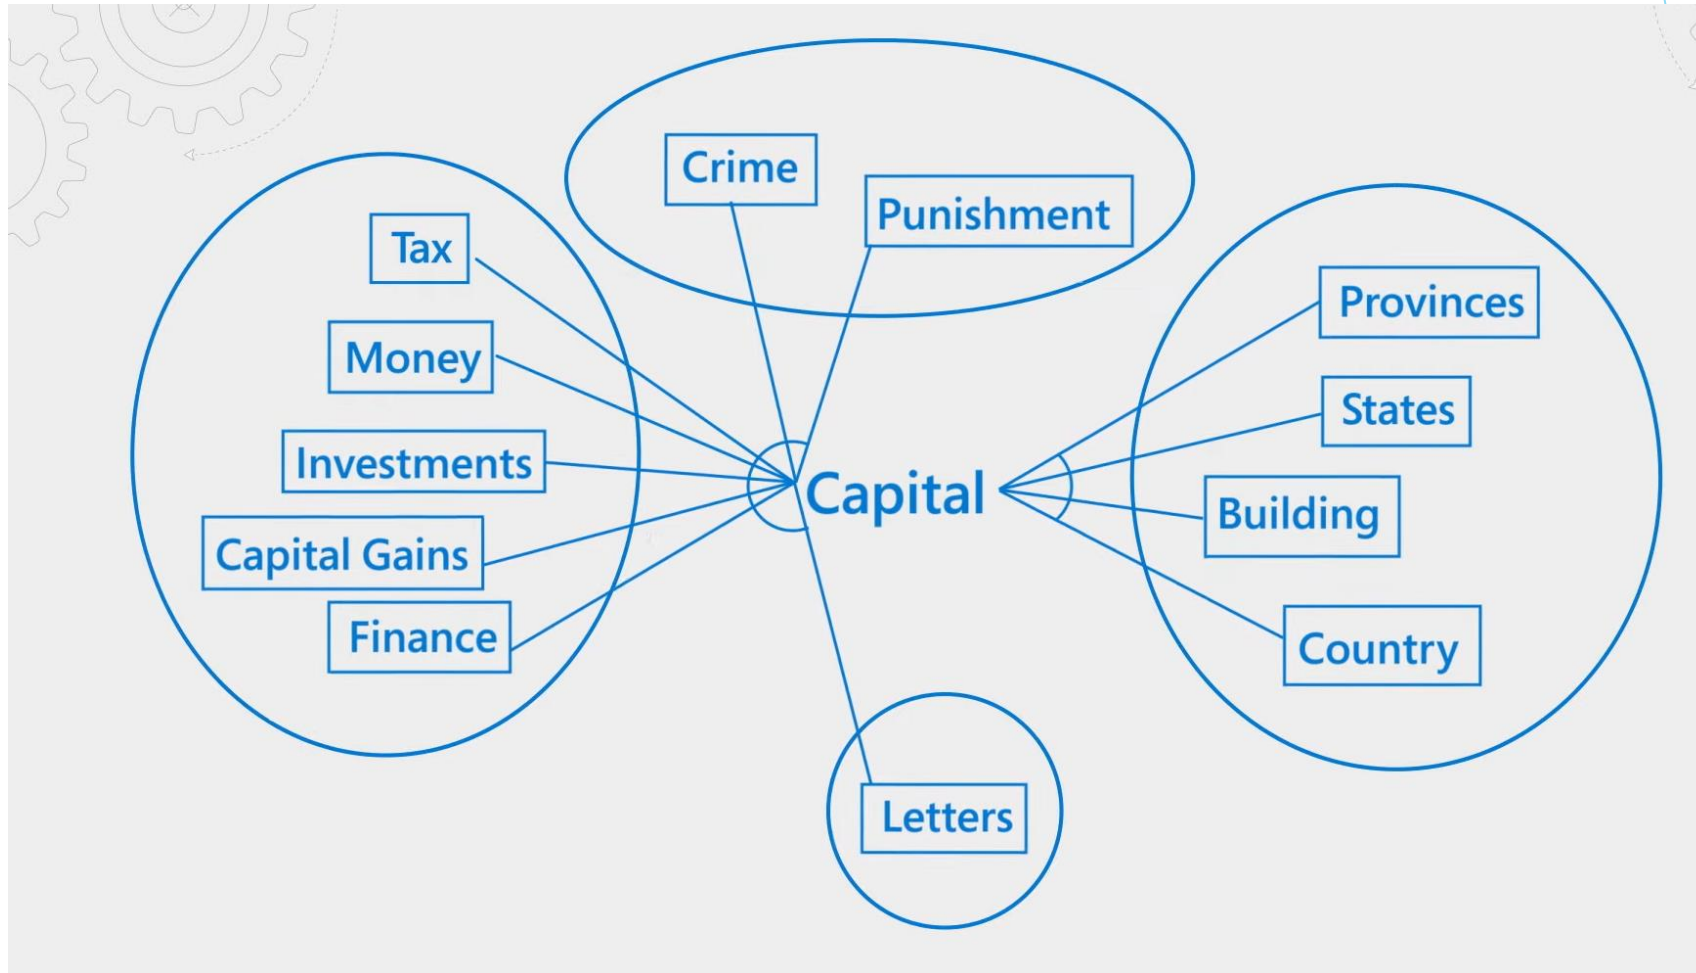 Crime
Punishment
Tax
Money
Investments
Capital Gains
Finance
Capital
Provinces
States
Building
Country
Letters